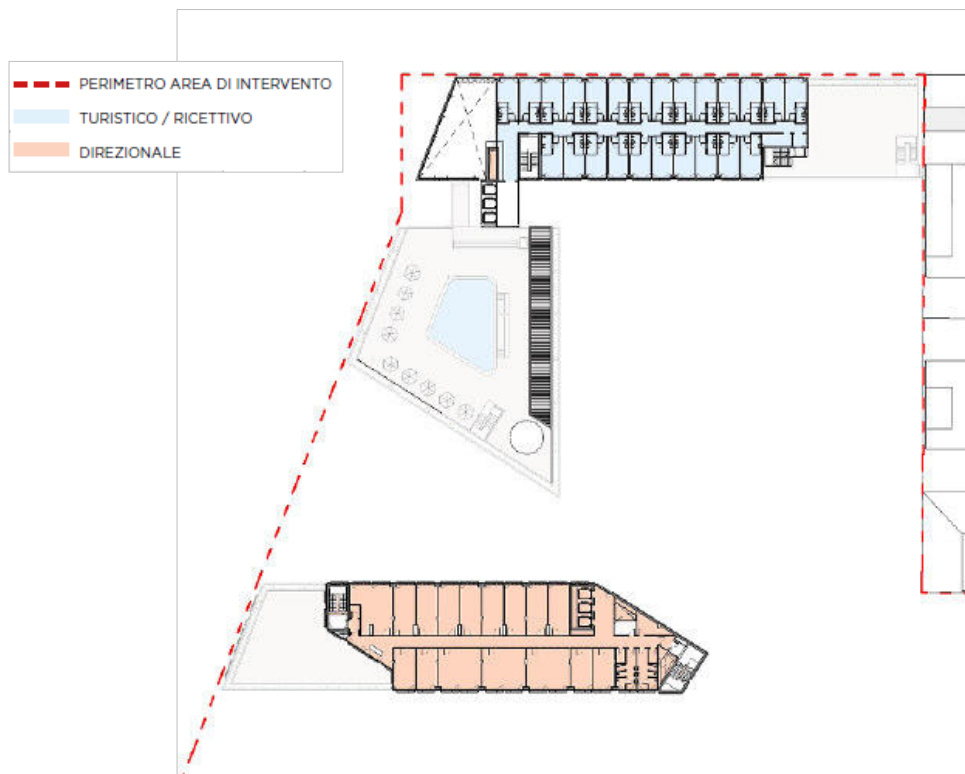 PERIMETRO AREA DI INTERVENTO
TURISTICO / RICETTIVO
DIREZIONALE